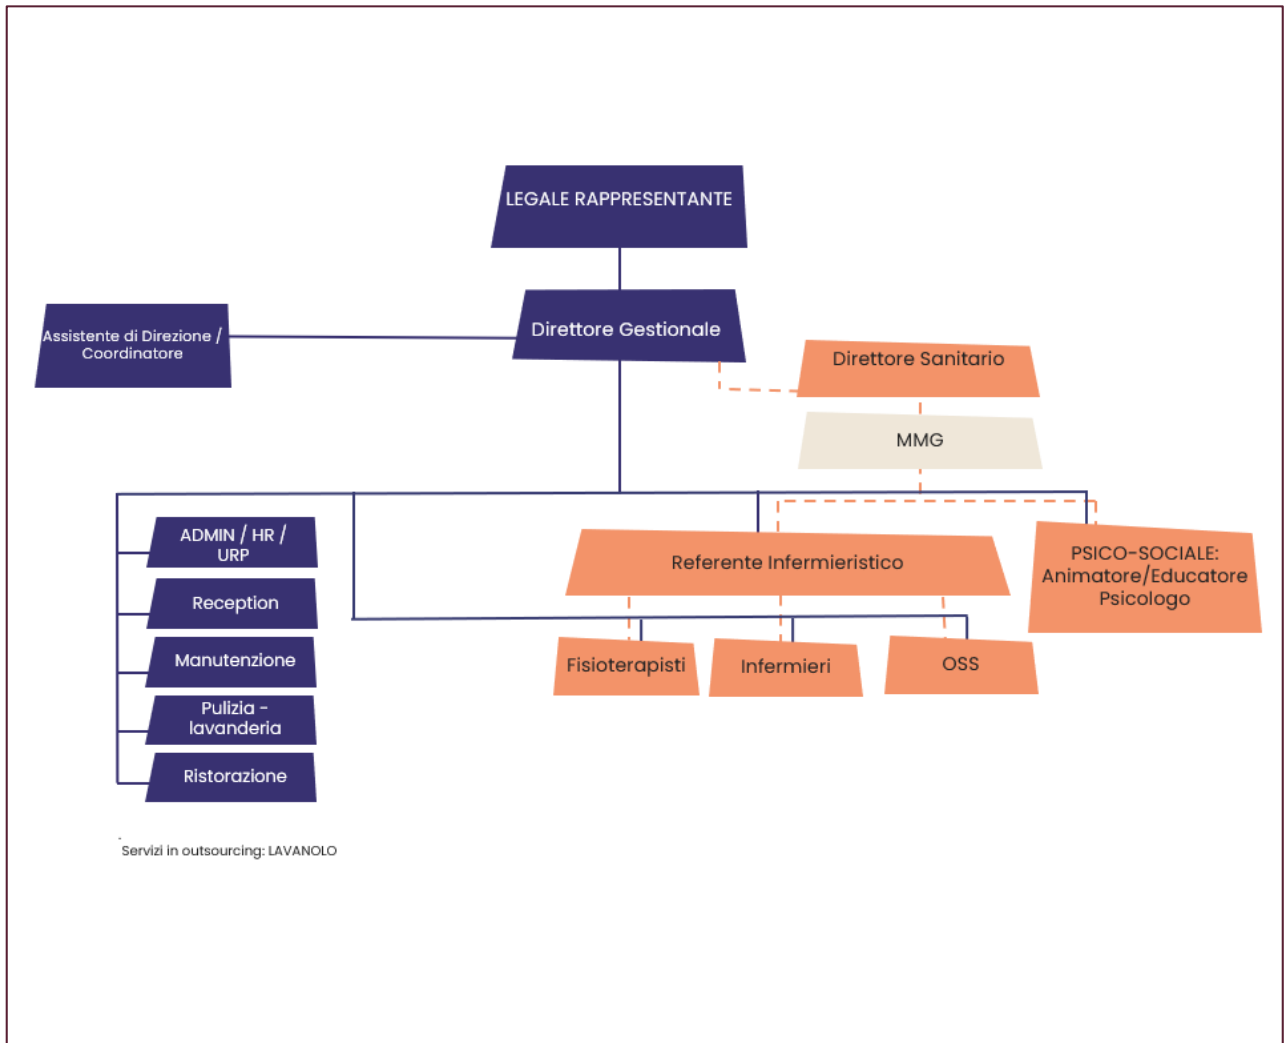 LEGALE RAPPRESENTANTE
Assistente di Direzione /
Coordinatore
Direttore Gestionale
Direttore Sanitario
MMG
ADMIN / HR /
URP
Reception
Manutenzione
Pulizia -
lavanderia
Ristorazione
Referente Infermieristico
PSICO-SOCIALE:
Animatore/Educatore
Psicologo
Fisioterapisti
Infermieri
OSS
.
Servizi in outsourcing: LAVANOLO